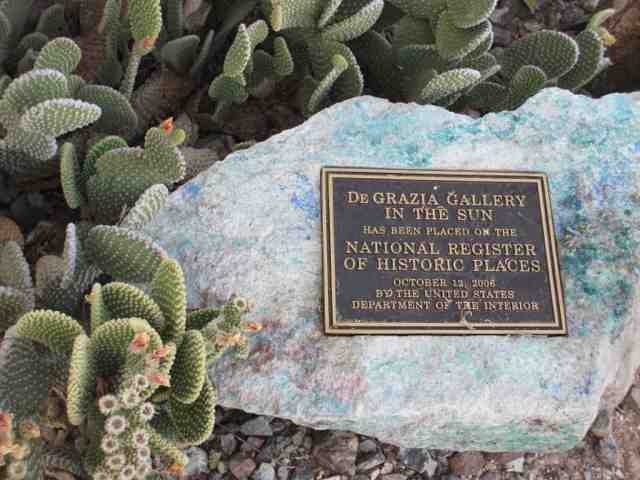 DE GRAZIA GALLERY
IN THE SUN
HAS BEEN PLACED ON THE
NATIONAL REGISTER
OF HISTORIC PLACES
OCTOBER 12, 2006
BY THE UNITED STATES
DEPARTMENT OF THE INTERIOR